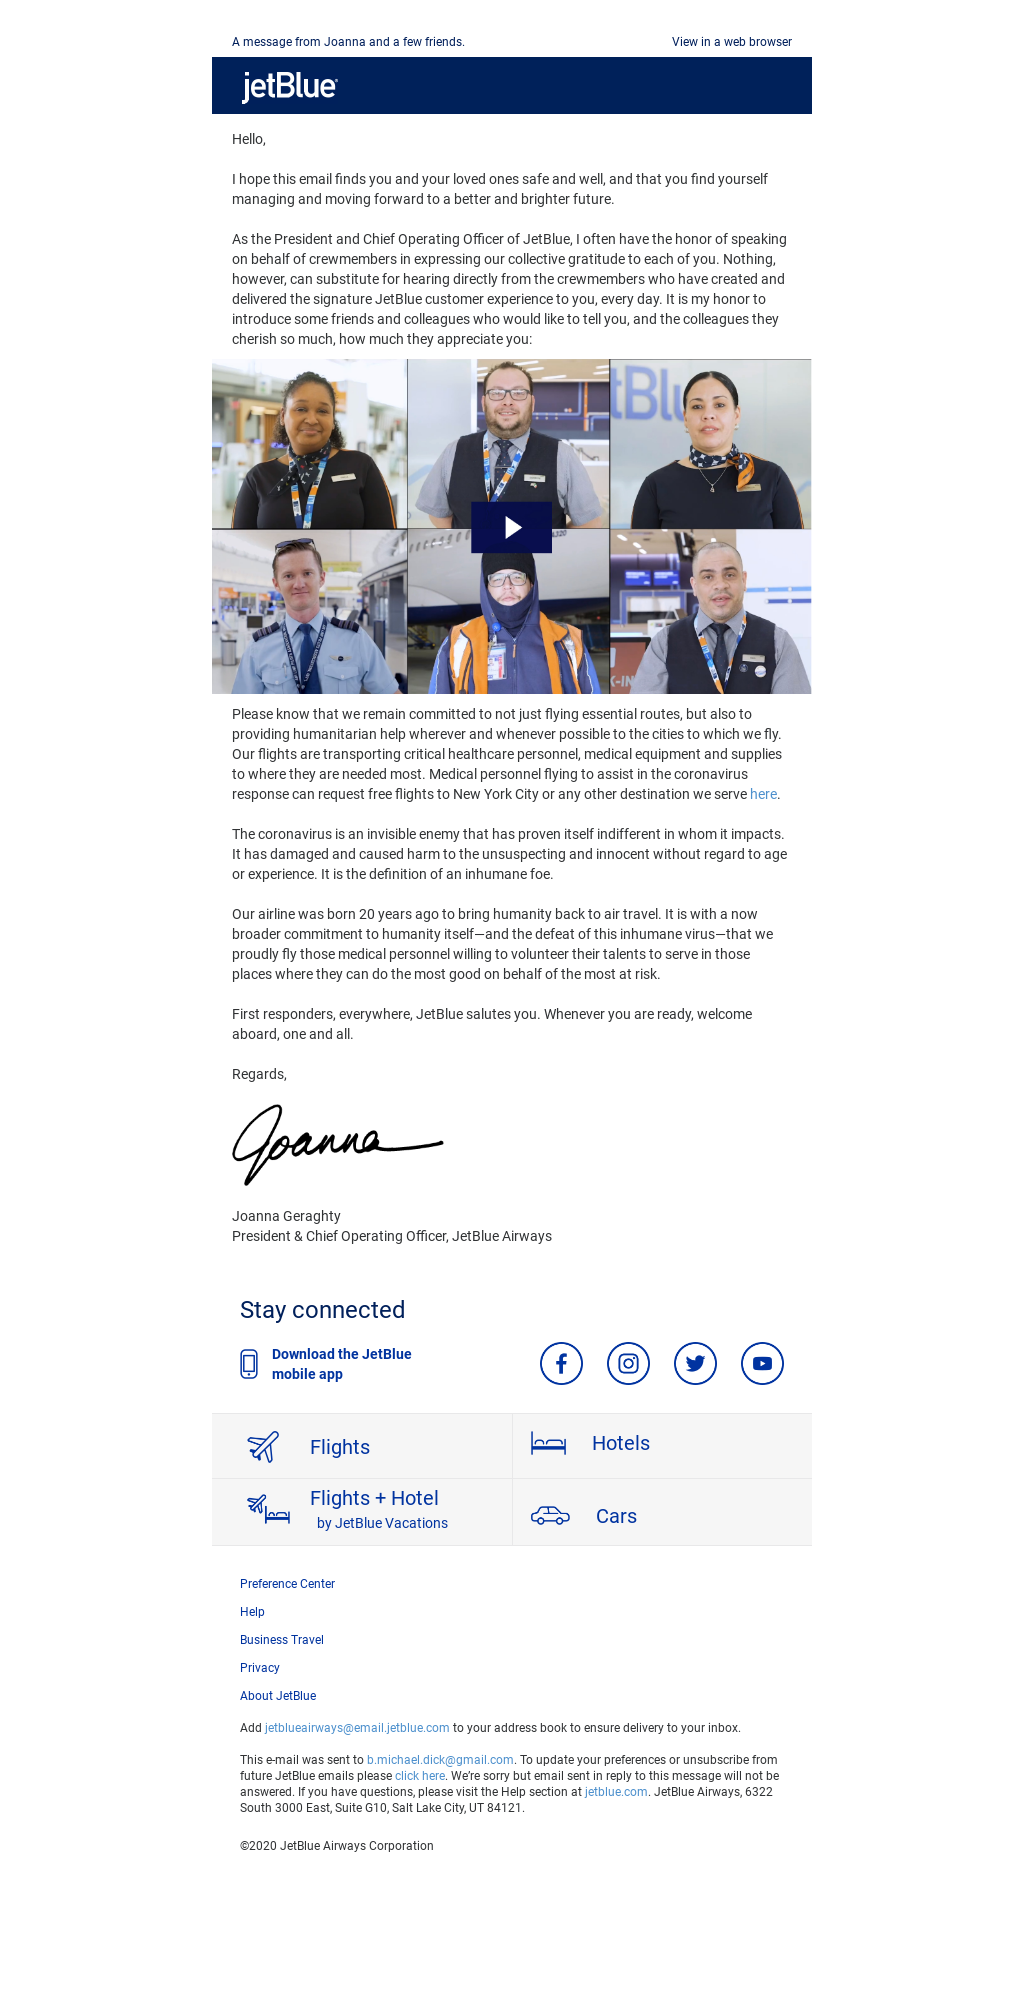 A message from Joanna and a few friends.
View in a web browser
jetBlue
Hello,
I hope this email finds you and your loved ones safe and well, and that you find yourself
managing and moving forward to a better and brighter future.
As the President and Chief Operating Officer of JetBlue, I often have the honor of speaking
on behalf of crewmembers in expressing our collective gratitude to each of you. Nothing,
however, can substitute for hearing directly from the crewmembers who have created and
delivered the signature JetBlue customer experience to you, every day. It is my honor to
introduce some friends and colleagues who would like to tell you, and the colleagues they
cherish so much, how much they appreciate you:
tBlu
A320
K-IN
Please know that we remain committed to not just flying essential routes, but also to
providing humanitarian help wherever and whenever possible to the cities to which we fly.
Our flights are transporting critical healthcare personnel, medical equipment and supplies
to where they are needed most. Medical personnel flying to assist in the coronavirus
response can request free flights to New York City or any other destination we serve here.
The coronavirus is an invisible enemy that has proven itself indifferent in whom it impacts.
It has damaged and caused harm to the unsuspecting and innocent without regard to age
or experience. It is the definition of an inhumane foe.
Our airline was born 20 years ago to bring humanity back to air travel. It is with a now
broader commitment to humanity itself—and the defeat of this inhumane virus—that we
proudly fly those medical personnel willing to volunteer their talents to serve in those
places where they can do the most good on behalf of the most at risk.
First responders, everywhere, JetBlue salutes you. Whenever you are ready, welcome
aboard, one and all.
Regards,
Joanna
Joanna Geraghty
President & Chief Operating Officer, JetBlue Airways
Stay connected
Download the JetBlue
mobile app
Flights
Hotels
Flights + Hotel
by JetBlue Vacations
Cars
Preference Center
Help
Business Travel
Privacy
About JetBlue
Add jetblueairways@email.jetblue.com to your address book to ensure delivery to your inbox.
This e-mail was sent to b.michael.dick@gmail.com. To update your preferences or unsubscribe from
future JetBlue emails please click here. We’re sorry but email sent in reply to this message will not be
answered. If you have questions, please visit the Help section at jetblue.com. JetBlue Airways, 6322
South 3000 East, Suite G10, Salt Lake City, UT 84121.
©2020 JetBlue Airways Corporation